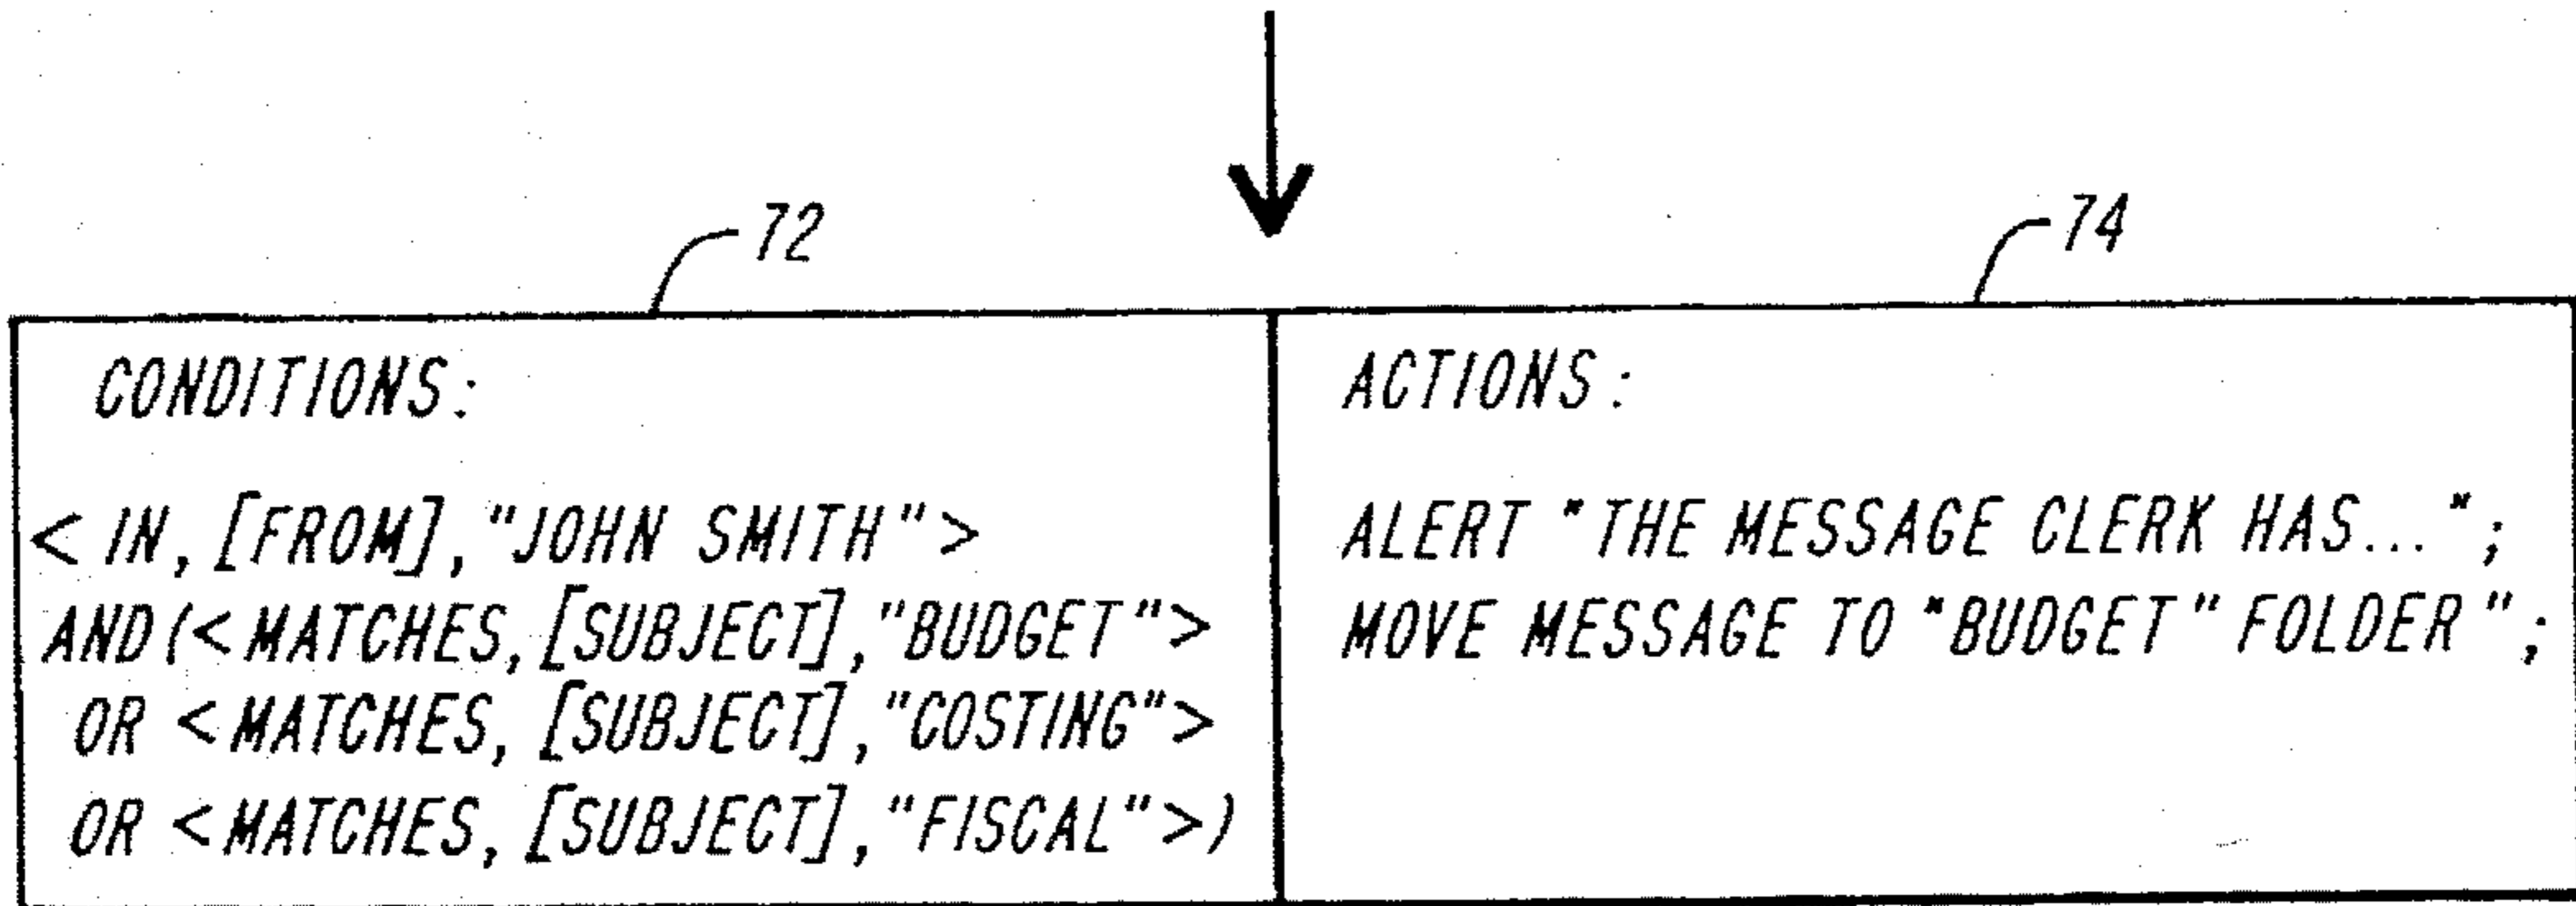 72
74
CONDITIONS:
< IN, [FROM], "JOHN SMITH">
AND (< MATCHES, [SUBJECT], "BUDGET">
OR < MATCHES, [SUBJECT], "COSTING">
OR < MATCHES, [SUBJECT], "FISCAL">)
ACTIONS:
ALERT "THE MESSAGE CLERK HAS... ";
MOVE MESSAGE TO "BUDGET" FOLDER";